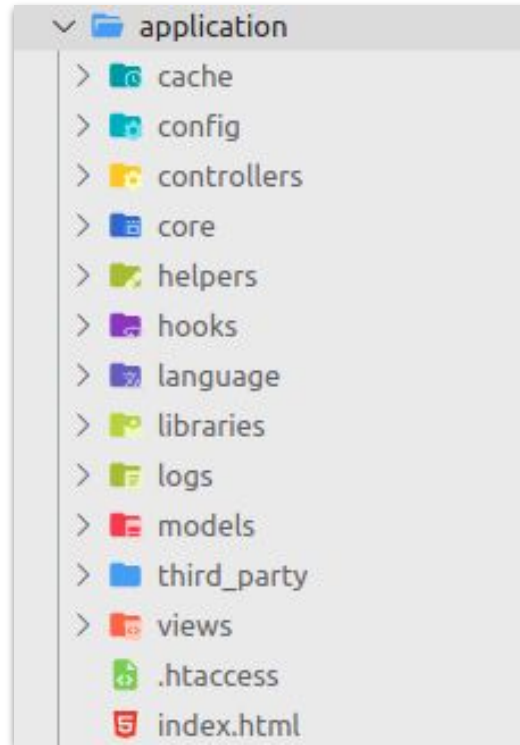 application
cache
config
controllers
core
helpers
hooks
language
libraries
logs
models
third_party
views
.htaccess
index.html